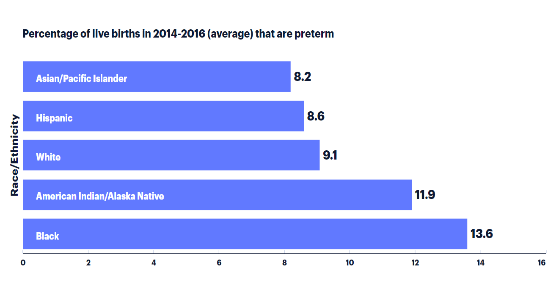 Percentage of live births in 2014-2016 (average) that are preterm
Race/Ethnicity
Asian/Pacific Islander 8.2
Hispanic 8.6
White 9.1
American Indian/Alaska Native 11.9
Black 13.6
0 2 4 6 8 10 12 14 16